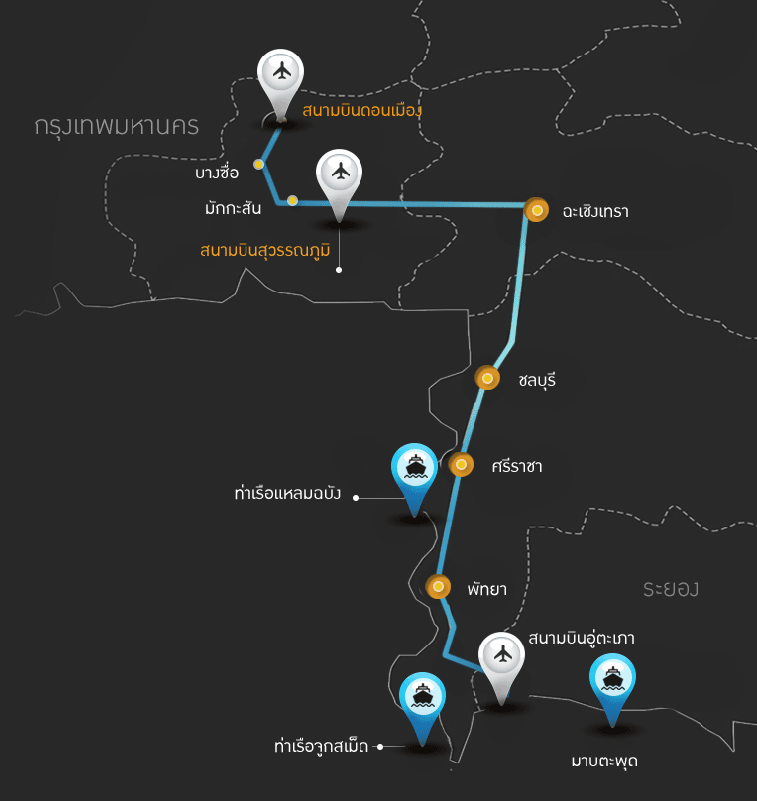 สนามบินดอนเมือง
กรุงเทพมหานคร
บางซื่อ
มักกะสัน
ฉะเชิงเทรา
สนามบินสุวรรณภูมิ
ชลบุรี
ศรีราชา
ท่าเรือแหลมฉบัง
พัทยา
ระยอง
สนามบินอู่ตะเภา
ท่าเรือจุกสเม็ด
มาบตะพุด